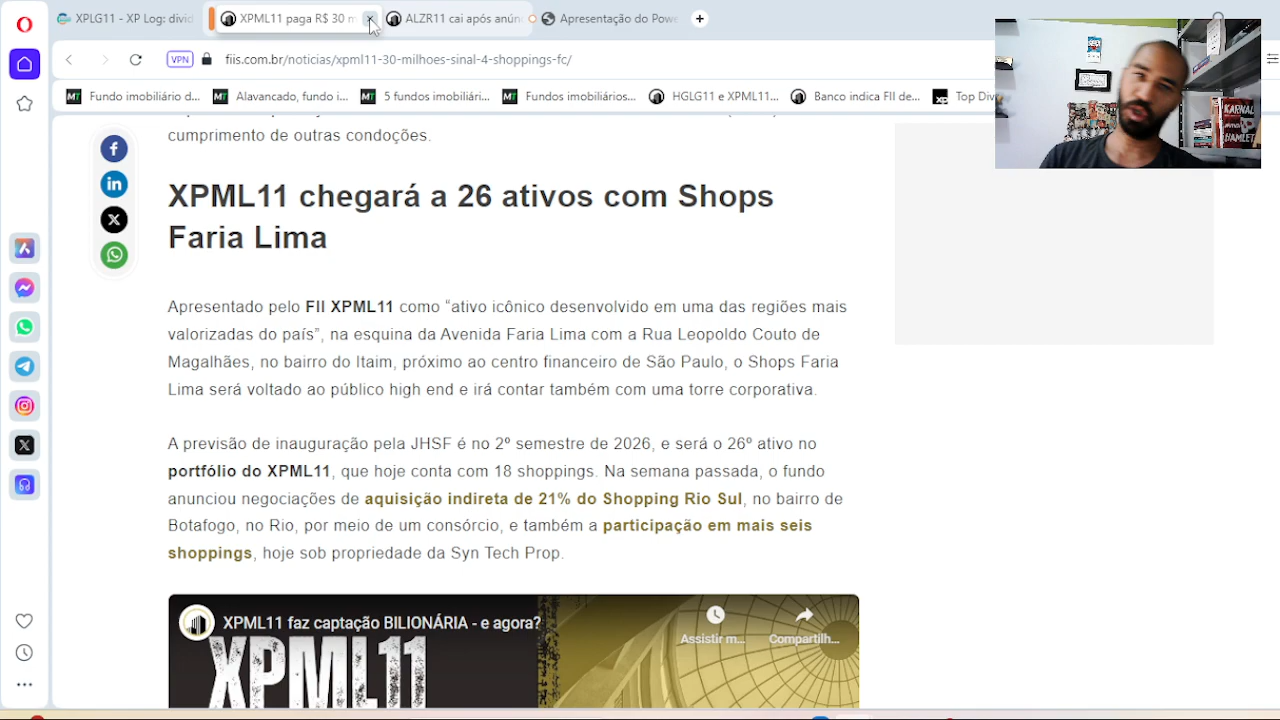 XPLG11 - XP Log: divid
XPML11 paga R$ 30 m
ALZR11 cai após anún
Apresentação do Powe
VPN
fiis.com.br/noticias/xpml11-30-milhoes-sinal-4-shoppings-fc/
Fundo imobiliário d...
Alavancado, fundo i...
5 fundos imobiliári...
Fundos imobiliários...
HGLG11 e XPML11...
Banco indica FII de...
Top Div
cumprimento de outras condoções.
XPML11 chegará a 26 ativos com Shops
Faria Lima
Apresentado pelo FII XPML11 como “ativo icônico desenvolvido em uma das regiões mais
valorizadas do país”, na esquina da Avenida Faria Lima com a Rua Leopoldo Couto de
Magalhães, no bairro do Itaim, próximo ao centro financeiro de São Paulo, o Shops Faria
Lima será voltado ao público high end e irá contar também com uma torre corporativa.
A previsão de inauguração pela JHSF é no 2º semestre de 2026, e será o 26º ativo no
portfólio do XPML11, que hoje conta com 18 shoppings. Na semana passada, o fundo
anunciou negociações de aquisição indireta de 21% do Shopping Rio Sul, no bairro de
Botafogo, no Rio, por meio de um consórcio, e também a participação em mais seis
shoppings, hoje sob propriedade da Syn Tech Prop.
XPML11 faz captação BILIONÁRIA - e agora?
Assistir m...
Compartilh...
XPML11
KARNAL
HAMLET